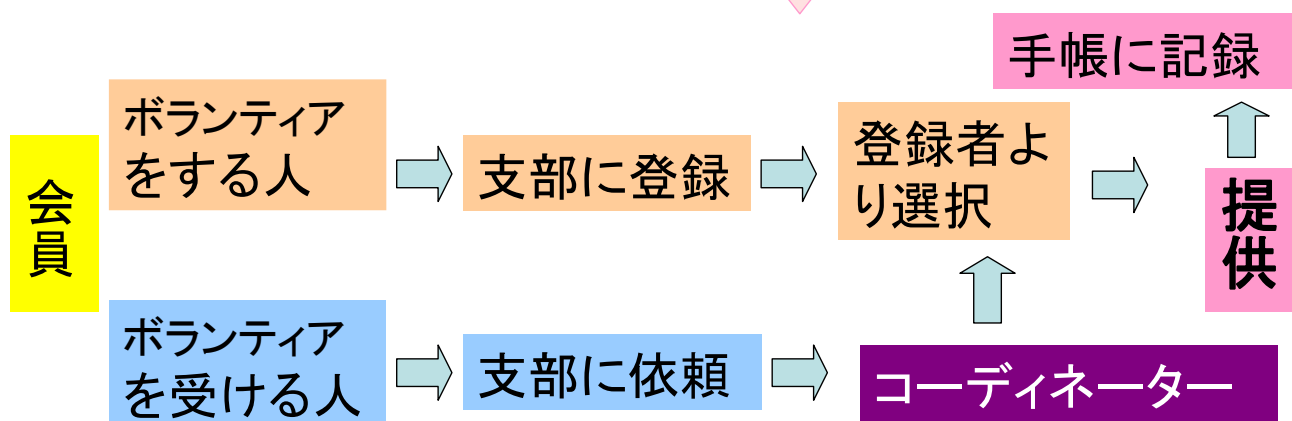 手帳に記録
ボランティア
をする人
支部に登録
登録者よ
り選択
会員
提供
ボランティア
を受ける人
支部に依頼
コーディネーター